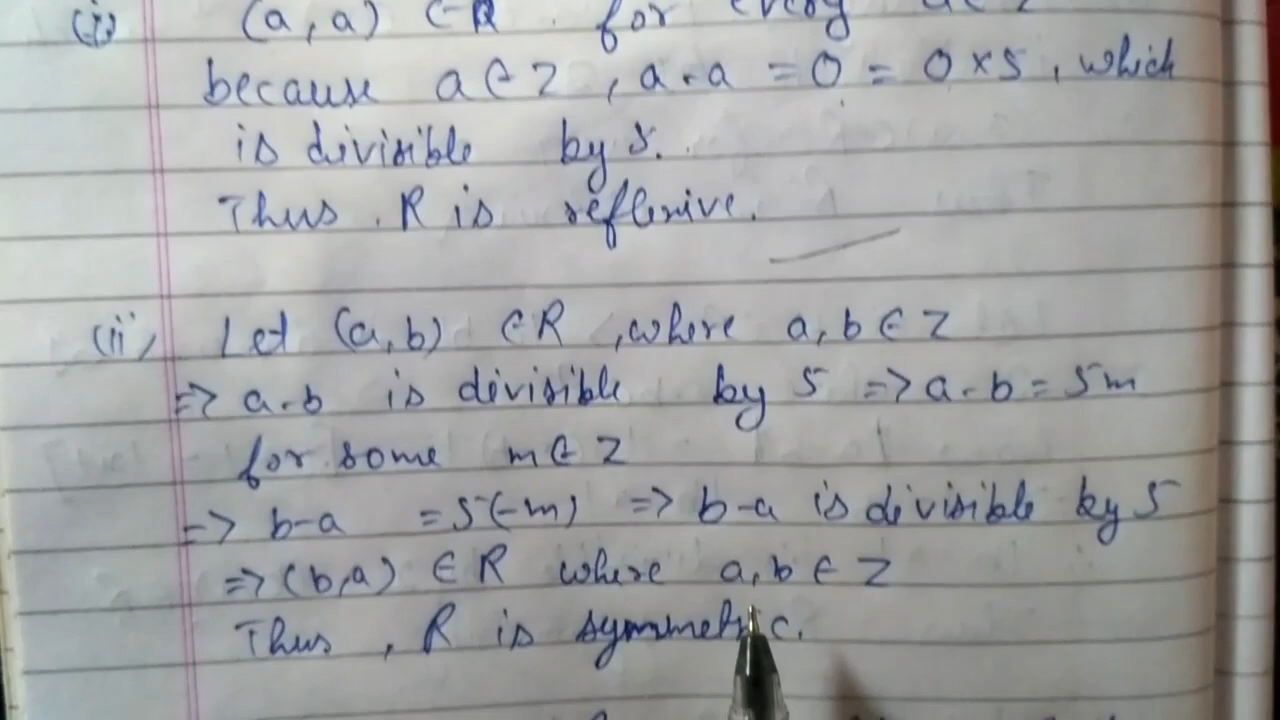 (i) (a,a) ∈ R . for every a ∈ Z
because a ∈ Z , a-a = 0 = 0×5 , which
is divisible by 5.
Thus , R is reflexive.
(ii) Let (a,b) ∈ R , where a, b ∈ Z
=> a-b is divisible by 5 => a-b = 5m
for some m ∈ Z
=> b-a = 5(-m) => b-a is divisible by 5
=> (b,a) ∈ R where a,b ∈ Z
Thus , R is symmetric.